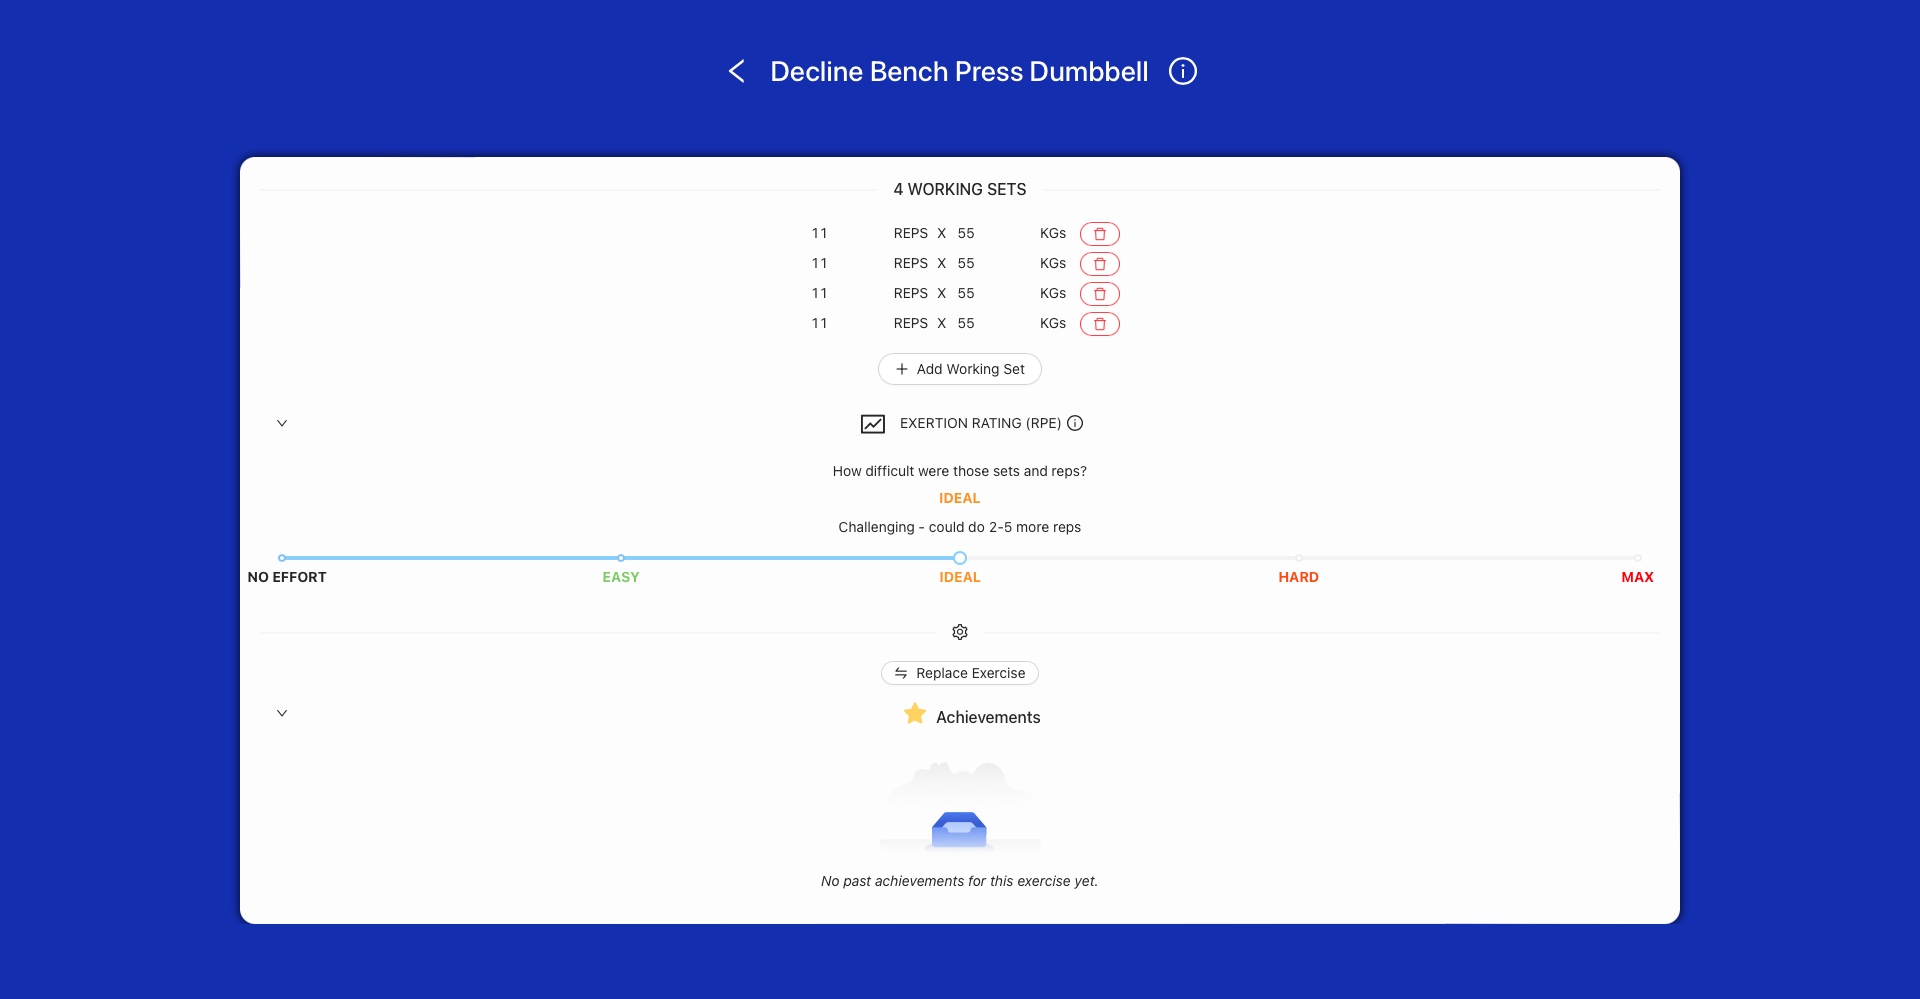 Decline Bench Press Dumbbell
4 WORKING SETS
11 REPS X 55 KGs
11 REPS X 55 KGs
11 REPS X 55 KGs
11 REPS X 55 KGs
Add Working Set
EXERTION RATING (RPE)
How difficult were those sets and reps?
IDEAL
Challenging - could do 2-5 more reps
NO EFFORT EASY IDEAL HARD MAX
Replace Exercise
Achievements
No past achievements for this exercise yet.